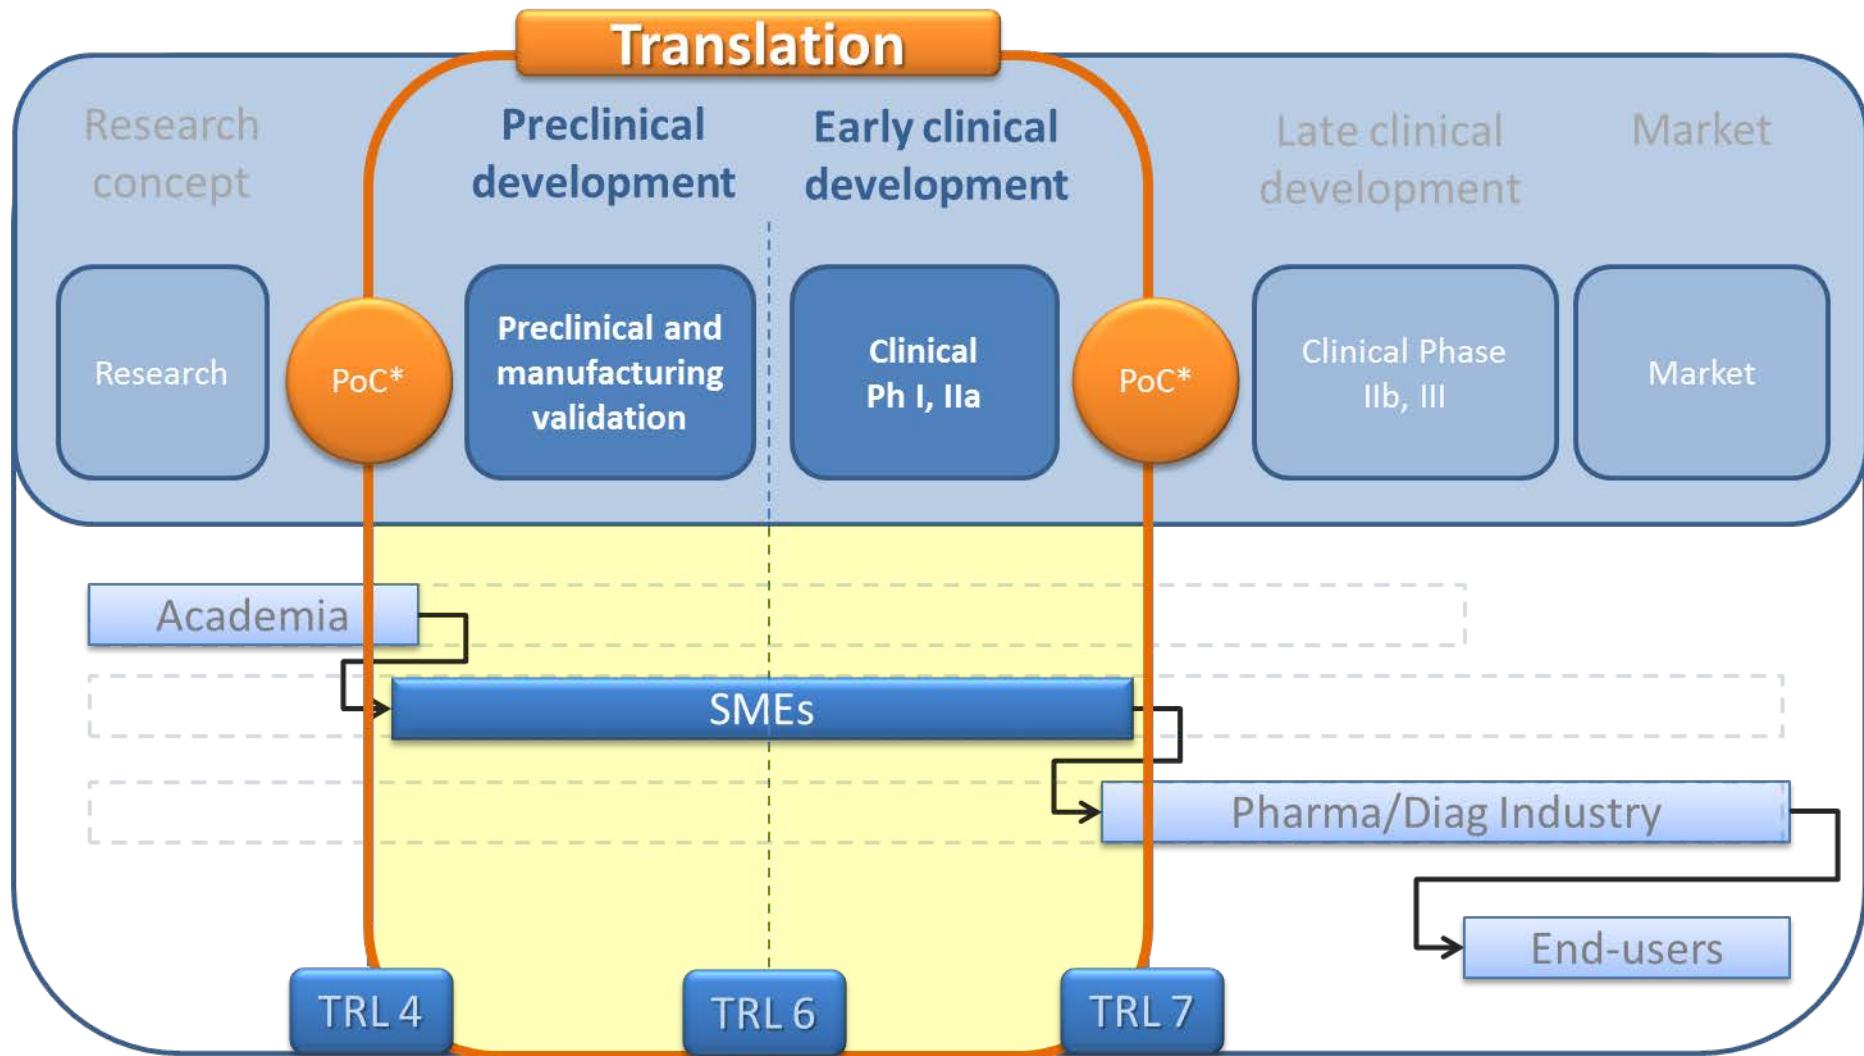 Translation
Research
concept
Preclinical
development
Early clinical
development
Late clinical
development
Market
Research
PoC*
Preclinical and
manufacturing
validation
Clinical
Ph I, IIa
PoC*
Clinical Phase
IIb, III
Market
Academia
SMEs
Pharma/Diag Industry
End-users
TRL 4
TRL 6
TRL 7